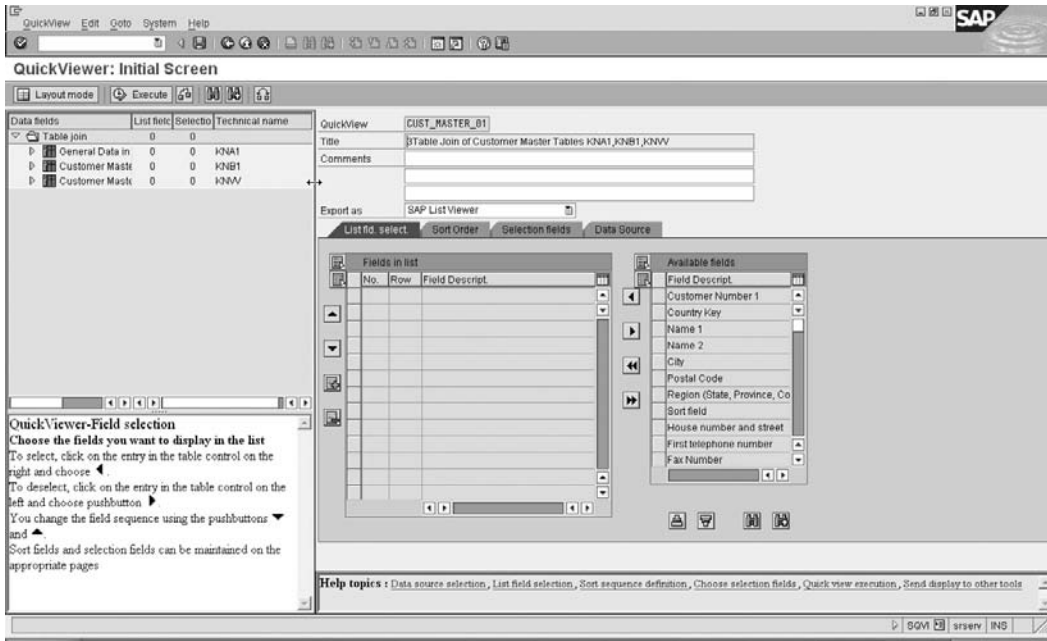 QuickView Edit Goto System Help
SAP
QuickViewer: Initial Screen
Layout mode Execute
Data fields List fielc Selectio Technical name
Table join 0 0
General Data in 0 0 KNA1
Customer Maste 0 0 KNB1
Customer Maste 0 0 KNVV
QuickView CUST_MASTER_01
Title 3Table Join of Customer Master Tables KNA1,KNB1,KNVV
Comments
Export as SAP List Viewer
List fld. select. Sort Order Selection fields Data Source
Fields in list
No. Row Field Descript.
Available fields
Field Descript.
Customer Number 1
Country Key
Name 1
Name 2
City
Postal Code
Region (State, Province, Co
Sort field
House number and street
First telephone number
Fax Number
QuickViewer-Field selection
Choose the fields you want to display in the list
To select, click on the entry in the table control on the
right and choose ◀.
To deselect, click on the entry in the table control on the
left and choose pushbutton ▶.
You change the field sequence using the pushbuttons ▼
and ▲.
Sort fields and selection fields can be maintained on the
appropriate pages
Help topics : Data source selection , List field selection , Sort sequence definition , Choose selection fields , Quick view execution , Send display to other tools
SQVI srserv INS